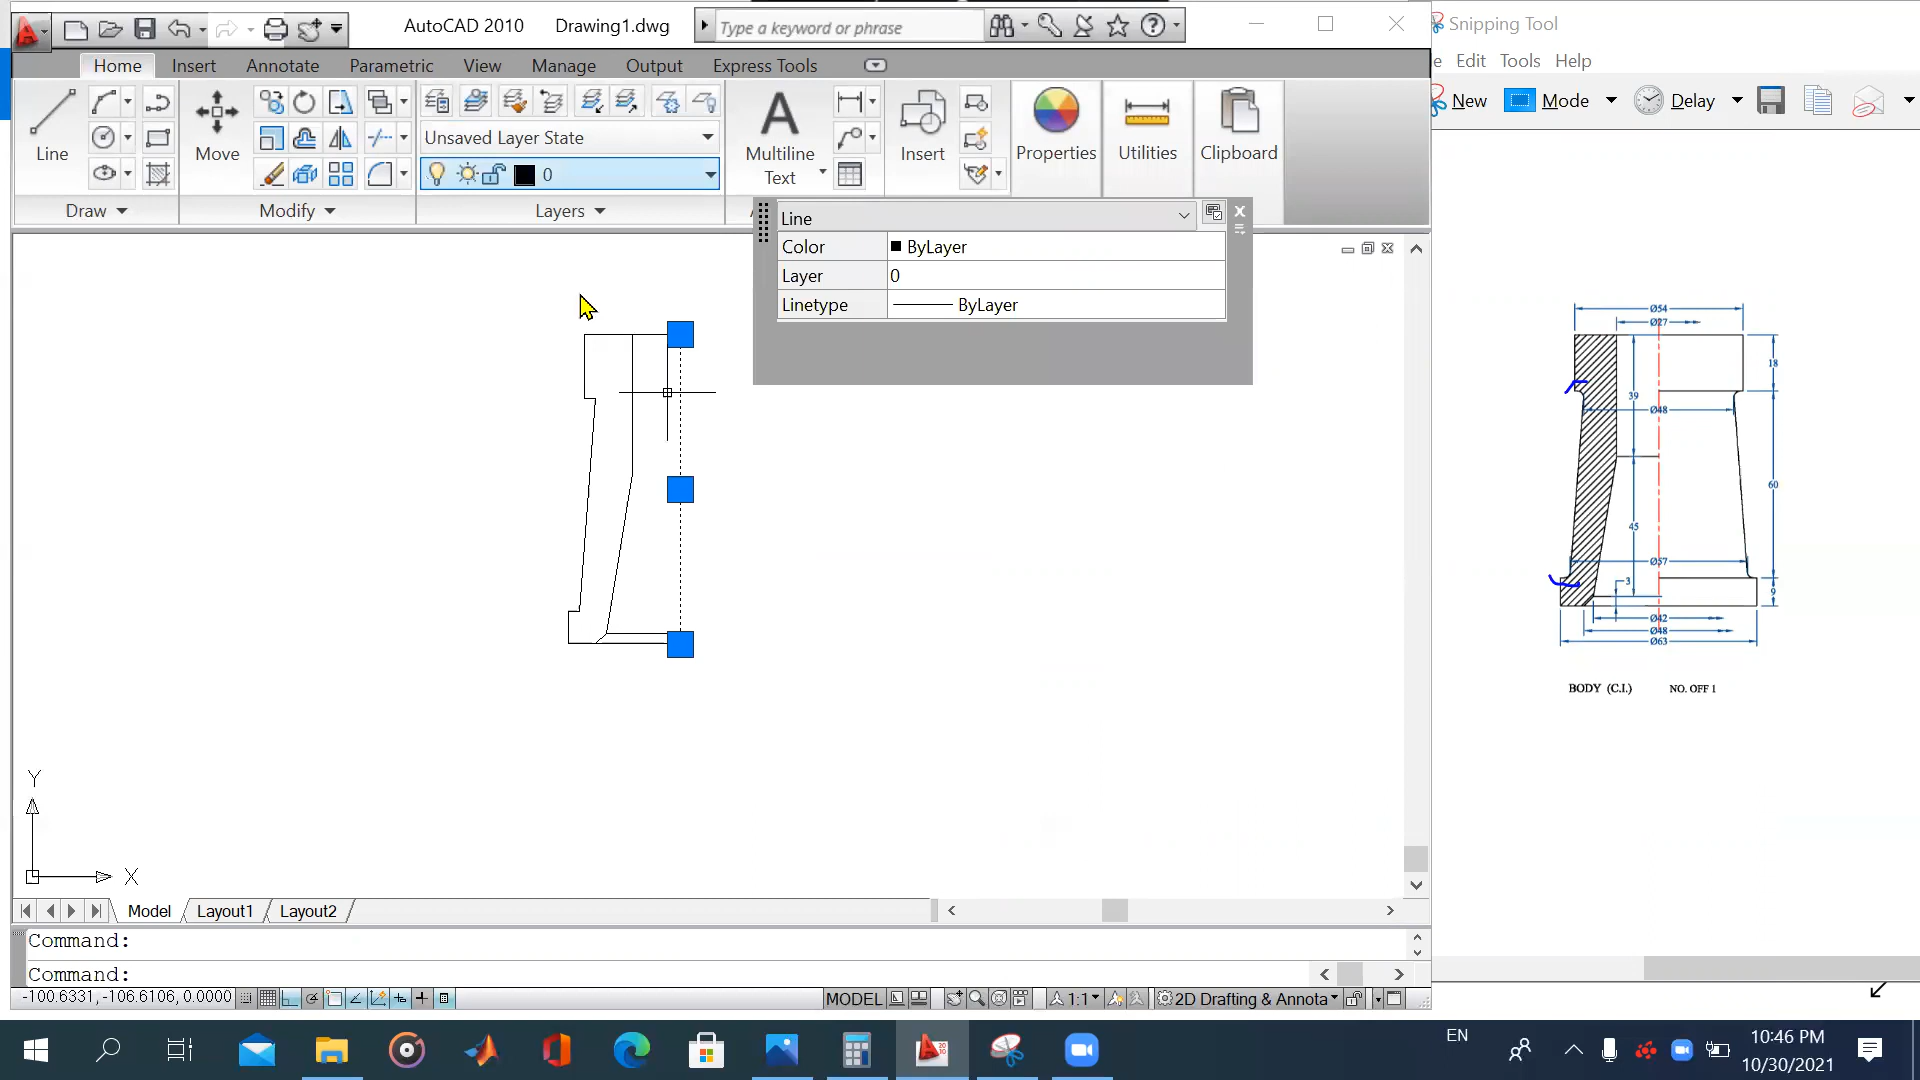 AutoCAD 2010 Drawing1.dwg Type a keyword or phrase
Snipping Tool
Home Insert Annotate Parametric View Manage Output Express Tools
e Edit Tools Help
New Mode Delay
Line Move Unsaved Layer State Multiline Text Insert Properties Utilities Clipboard
0
Draw Modify Layers
Line
Color ByLayer
Layer 0
Linetype ByLayer
Ø54
Ø27
18
39
Ø48
60
45
Ø57
3
9
Ø42
Ø48
Ø63
BODY (C.I.) NO. OFF 1
Y
X
Model Layout1 Layout2
Command:
Command:
-100.6331, -106.6106, 0.0000 MODEL 1:1 2D Drafting & Annota
EN 10:46 PM
10/30/2021